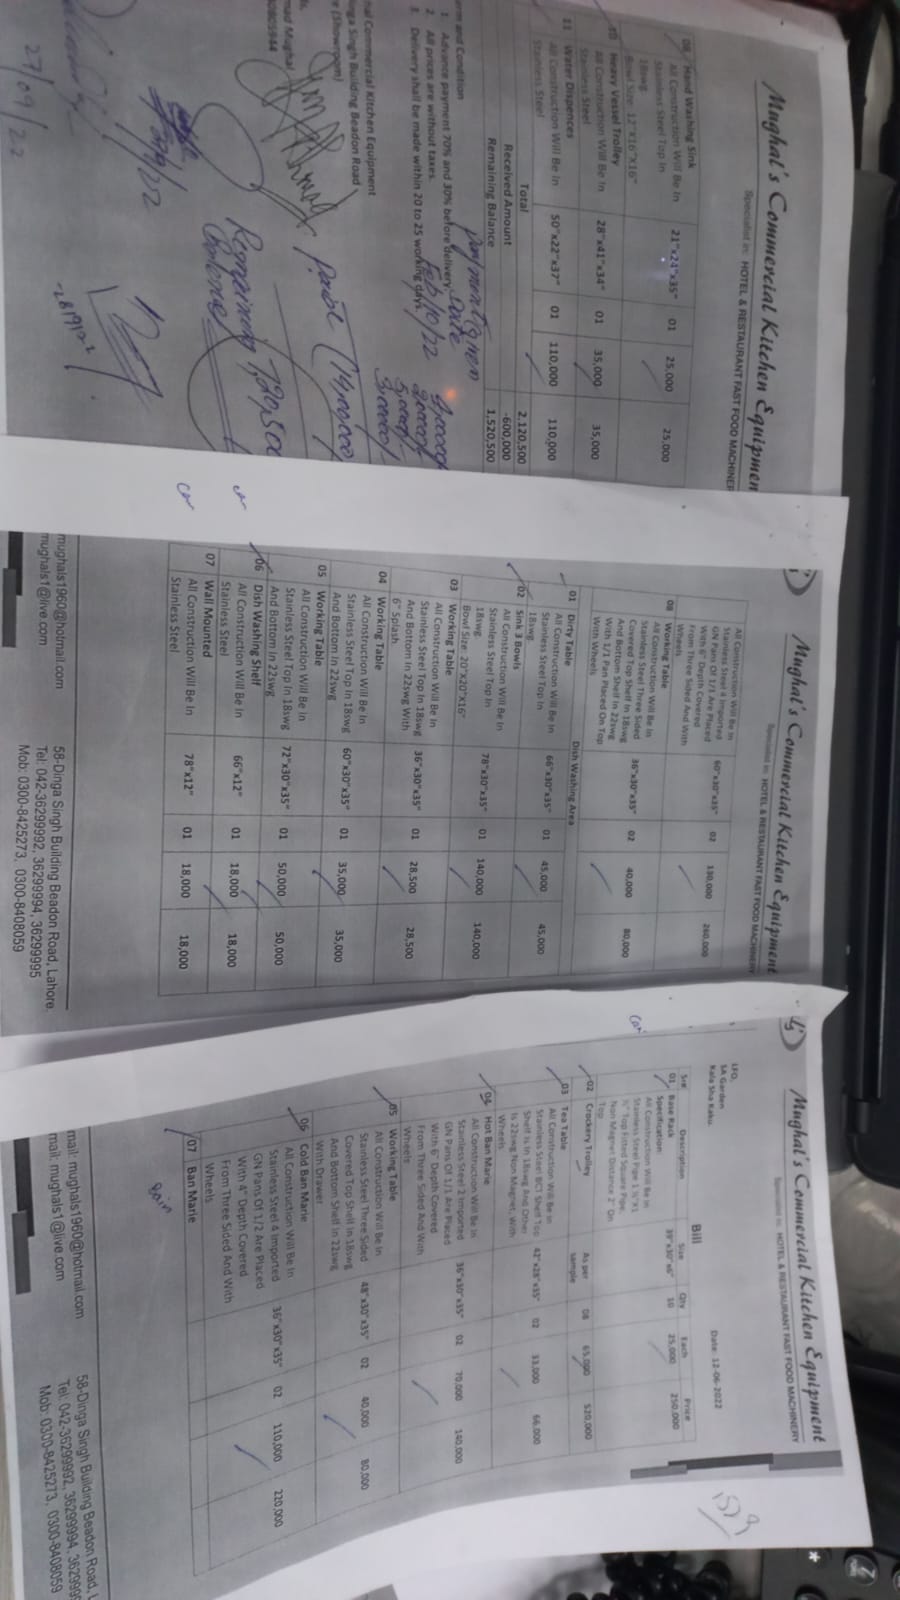 Mughal's Commercial Kitchen Equipment
Specialist in: HOTEL & RESTAURANT FAST FOOD MACHINERY
LFO,
SA Garden
Kala Sha Kaku.
Date: 12-06-2022
Bill
Sr# Description Size Qty Each Price
01 Base Rack 10 25,000 250,000
Specification:
All Construction Will Be in
Stainless Steel Pipe
Non Magnet Distance 2" On
Top
02 Crockery Trolley As per sample 08 65,000 520,000
03 Tea Table
All Construction Will Be in 42"x28"x35" 02 33,000 66,000
Stainless Steel BCT Shelf Top
Shelf Is In 18swg And Other
Is 22swg Non Magnet, With
Wheels
04 Hot Ban Marie
All Construction Will Be In 36"x30"x35" 02 70,000 140,000
Stainless Steel 2 Imported
GN Pans Of 1/1 Are Placed
With 6" Depth Covered
From Three Sided And With
Wheels
05 Working Table
All Construction Will Be In 48"x30"x35" 02 40,000 80,000
Stainless Steel Three Sided
Covered Top Shelf In 18swg
And Bottom Shelf In 22swg
With Drawer
06 Cold Ban Marie
All Construction Will Be In 36"x30"x35" 02 110,000 220,000
Stainless Steel 4 Imported
GN Pans Of 1/2 Are Placed
With 4" Depth Covered
From Three Sided And With
Wheels
07 Ban Marie
58-Dinga Singh Building Beadon Road, L
mail: mughals1960@hotmail.com Tel: 042-36299992, 36299994, 3629999
mail: mughals1@live.com Mob: 0300-8425273, 0300-8408059
Mughal's Commercial Kitchen Equipment
Specialist in: HOTEL & RESTAURANT FAST FOOD MACHINERY
All Construction Will Be In 60"x30"x35" 02 130,000 260,000
Stainless Steel 4 Imported
GN Pans Of 1/1 Are Placed
With 6" Depth Covered
From Three Sided And With
Wheels
08 Working Table
All Construction Will Be In 36"x30"x35" 02 40,000 80,000
Stainless Steel Three Sided
Covered Top Shelf In 18swg
And Bottom Shelf In 22swg
With 1/1 Pan Placed On Top
With Wheels
Dish Washing Area
01 Dirty Table
All Construction Will Be In 66"x30"x35" 01 45,000 45,000
Stainless Steel Top In
18swg
02 Sink 3 Bowls
All Construction Will Be In 78"x30"x35" 01 140,000 140,000
Stainless Steel Top In
18swg.
Bowl Size: 20"X20"X16"
03 Working Table
All Construction Will Be In 36"x30"x35" 01 28,500 28,500
Stainless Steel Top In 18swg
And Bottom In 22swg With
6" Splash
04 Working Table
All Construction Will Be In 60"x30"x35" 01 35,000 35,000
Stainless Steel Top In 18swg
And Bottom In 22swg
05 Working Table
All Construction Will Be In 72"x30"x35" 01 50,000 50,000
Stainless Steel Top In 18swg
And Bottom In 22swg
06 Dish Washing Shelf
All Construction Will Be In 66"x12" 01 18,000 18,000
Stainless Steel
07 Wall Mounted
All Construction Will Be In 78"x12" 01 18,000 18,000
Stainless Steel
58-Dinga Singh Building Beadon Road, Lahore.
mughals1960@hotmail.com Tel: 042-36299992, 36299994, 36299995
mughals1@live.com Mob: 0300-8425273, 0300-8408059
Mughal's Commercial Kitchen Equipmen
Specialist in: HOTEL & RESTAURANT FAST FOOD MACHINER
08 Hand Washing Sink
All Construction Will Be In 21"x24"x35" 01 25,000 25,000
Stainless Steel Top In
18swg.
Bowl Size: 12"X16"X16"
10 Heavy Vessel Trolley
All Construction Will Be In 28"x41"x34" 01 35,000 35,000
Stainless Steel
11 Water Dispences
All Construction Will Be In 50"x22"x37" 01 110,000 110,000
Stainless Steel
Total 2,120,500
Received Amount -600,000
Remaining Balance 1,520,500
erm and Condition
1. Advance payment 70% and 30% before delivery.
2. All prices are without taxes.
3. Delivery shall be made within 20 to 25 working days.
nal Commercial Kitchen Equipment
nga Singh Building Beadon Road
re (Showroom)
Remaining 7,20,500
27/09/22